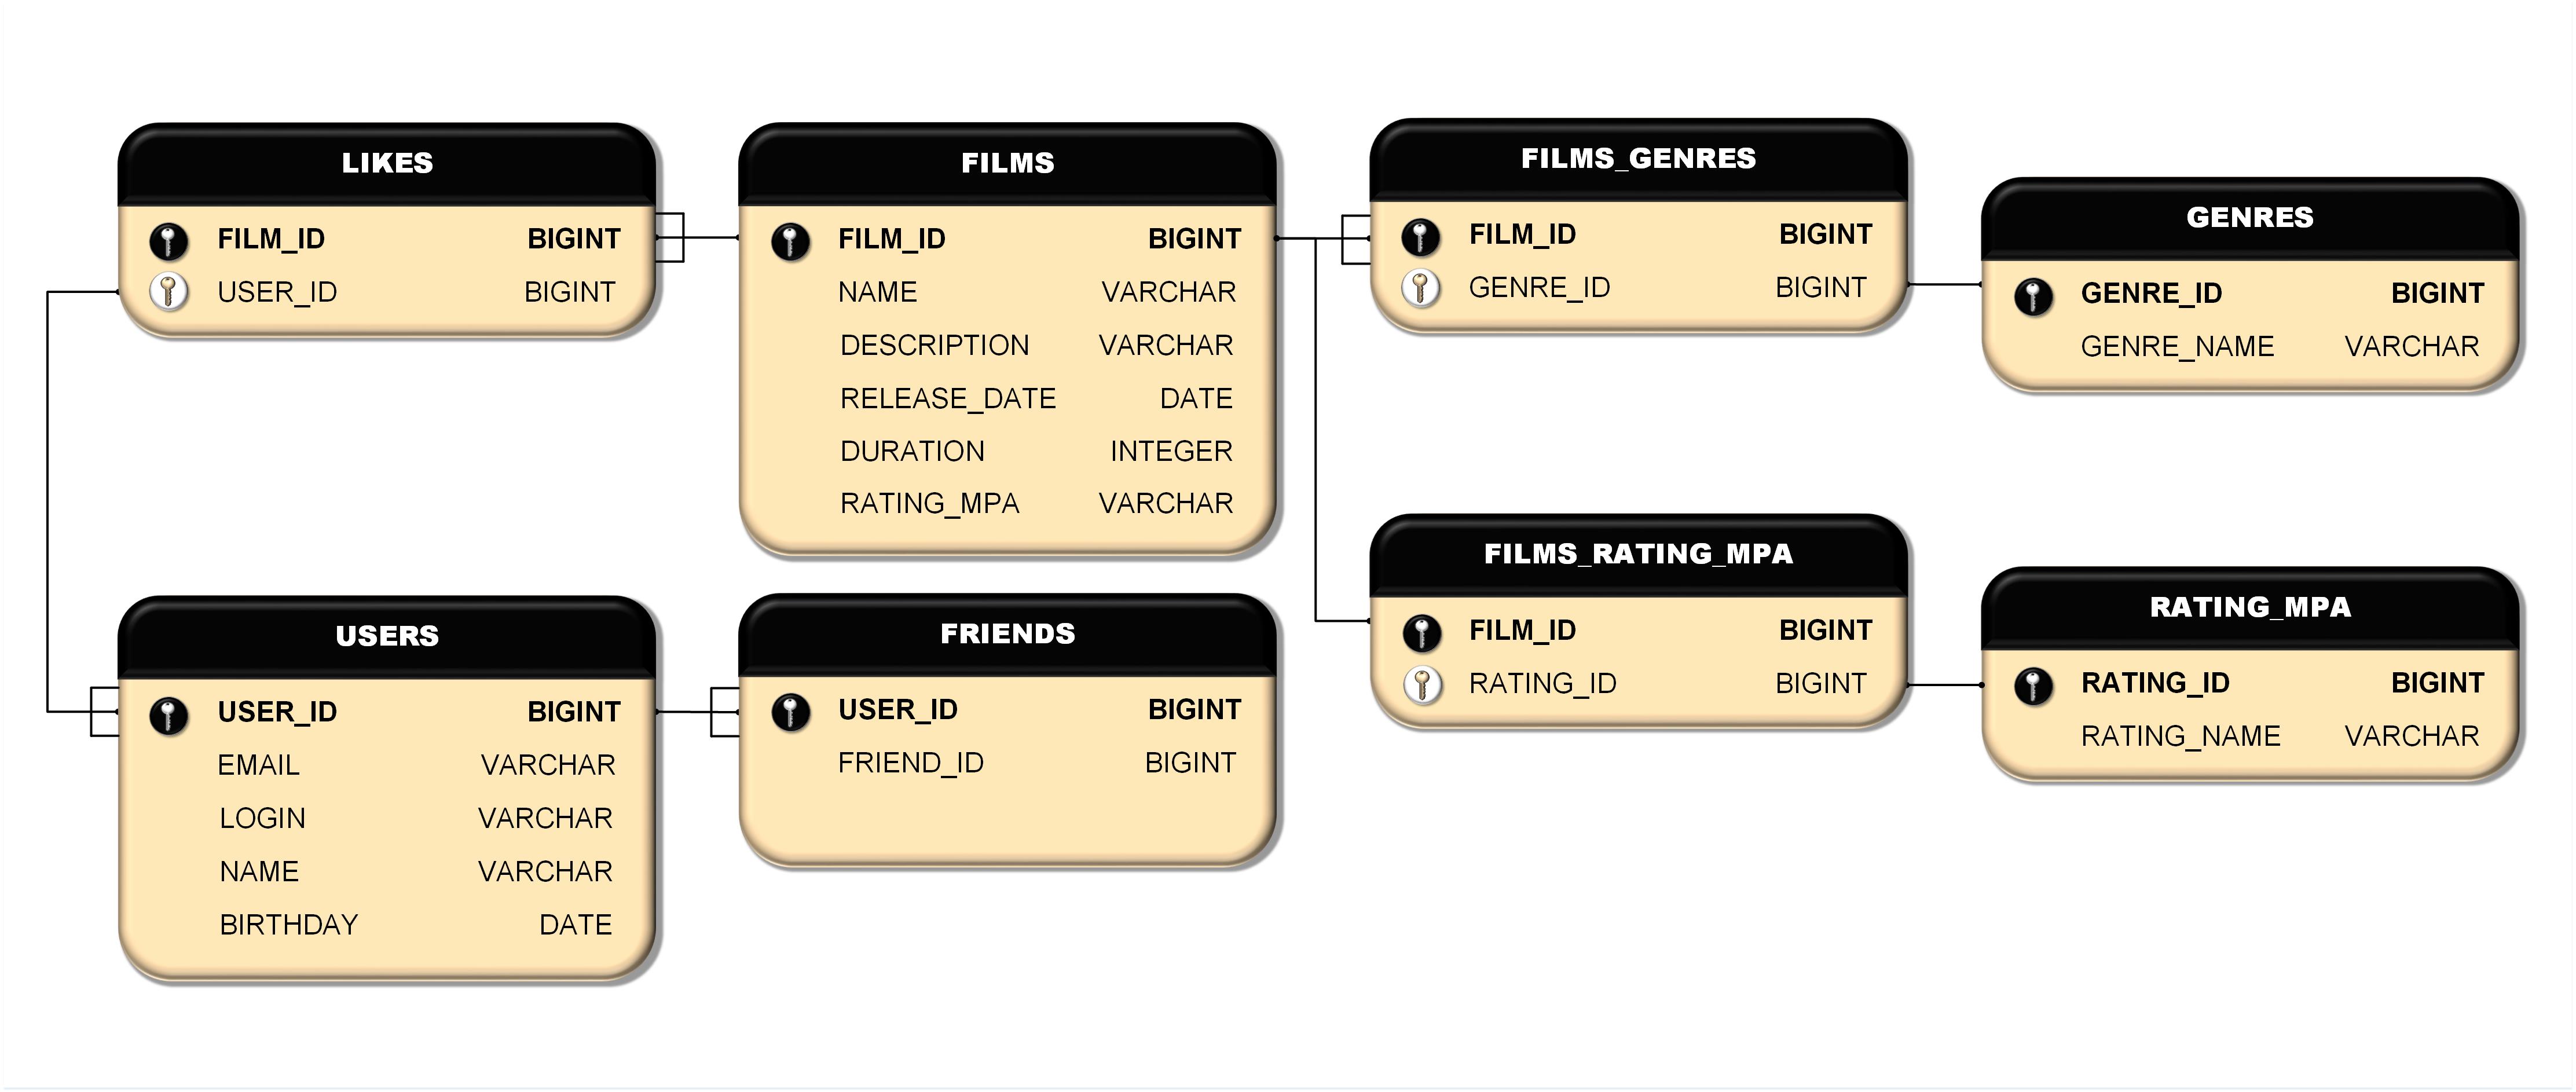 LIKES
FILM_ID BIGINT
USER_ID BIGINT
FILMS
FILM_ID BIGINT
NAME VARCHAR
DESCRIPTION VARCHAR
RELEASE_DATE DATE
DURATION INTEGER
RATING_MPA VARCHAR
FILMS_GENRES
FILM_ID BIGINT
GENRE_ID BIGINT
GENRES
GENRE_ID BIGINT
GENRE_NAME VARCHAR
USERS
USER_ID BIGINT
EMAIL VARCHAR
LOGIN VARCHAR
NAME VARCHAR
BIRTHDAY DATE
FRIENDS
USER_ID BIGINT
FRIEND_ID BIGINT
FILMS_RATING_MPA
FILM_ID BIGINT
RATING_ID BIGINT
RATING_MPA
RATING_ID BIGINT
RATING_NAME VARCHAR